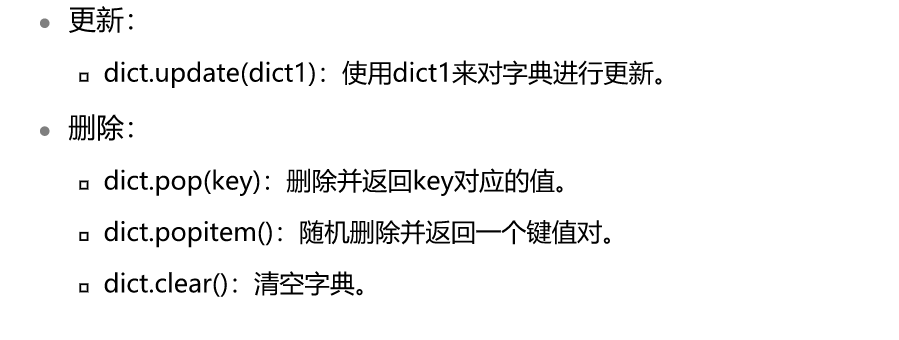 更新：
dict.update(dict1)：使用dict1来对字典进行更新。
删除：
dict.pop(key)：删除并返回key对应的值。
dict.popitem()：随机删除并返回一个键值对。
dict.clear()：清空字典。